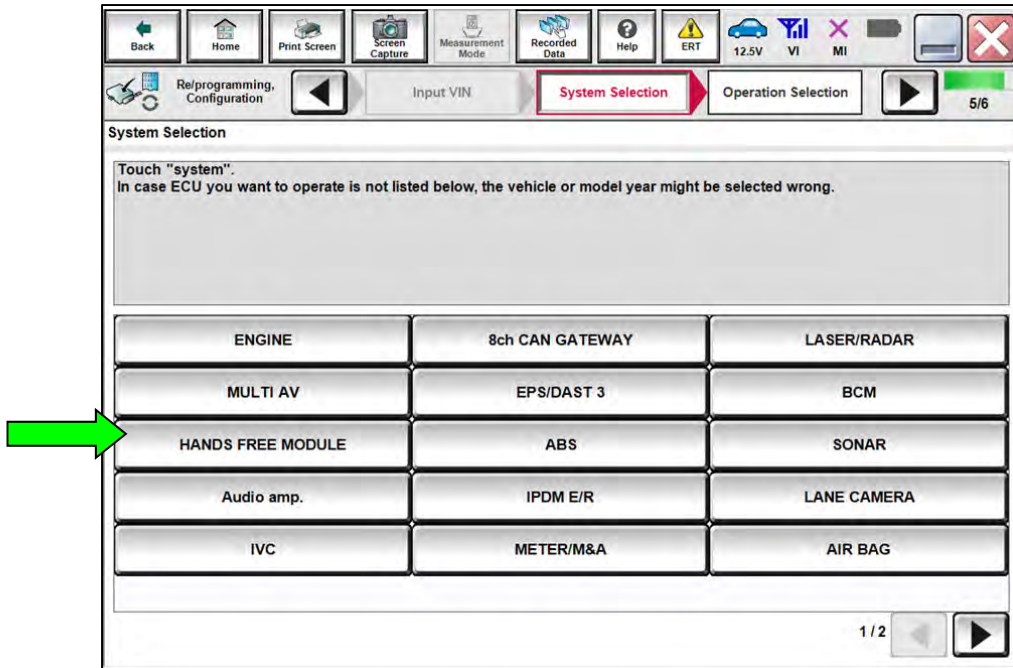 Back
Home
Print Screen
Screen
Capture
Measurement
Mode
Recorded
Data
Help
ERT
12.5V
VI
MI
Re/programming,
Configuration
Input VIN
System Selection
Operation Selection
5/6
System Selection
Touch "system".
In case ECU you want to operate is not listed below, the vehicle or model year might be selected wrong.
ENGINE
8ch CAN GATEWAY
LASER/RADAR
MULTI AV
EPS/DAST 3
BCM
HANDS FREE MODULE
ABS
SONAR
Audio amp.
IPDM E/R
LANE CAMERA
IVC
METER/M&A
AIR BAG
1 / 2